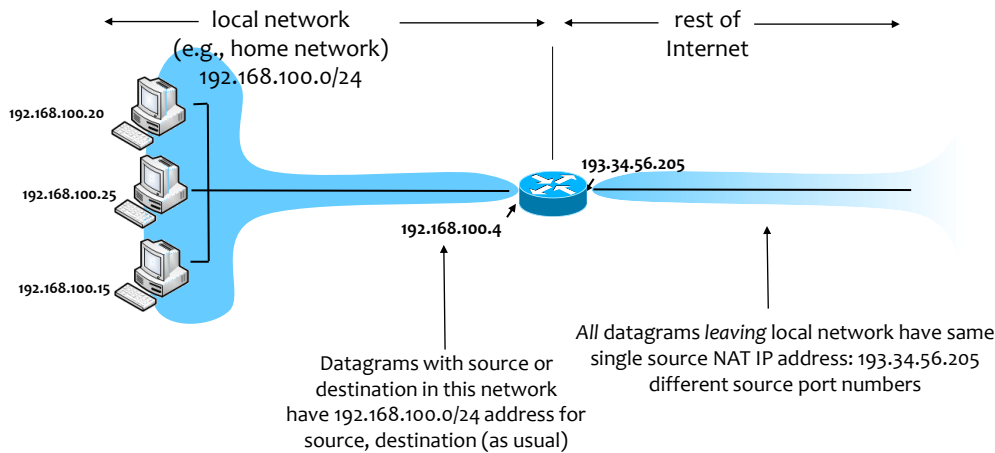 local network
(e.g., home network)
192.168.100.0/24
rest of
Internet
192.168.100.20
192.168.100.25
192.168.100.15
193.34.56.205
192.168.100.4
Datagrams with source or
destination in this network
have 192.168.100.0/24 address for
source, destination (as usual)
All datagrams leaving local network have same
single source NAT IP address: 193.34.56.205
different source port numbers